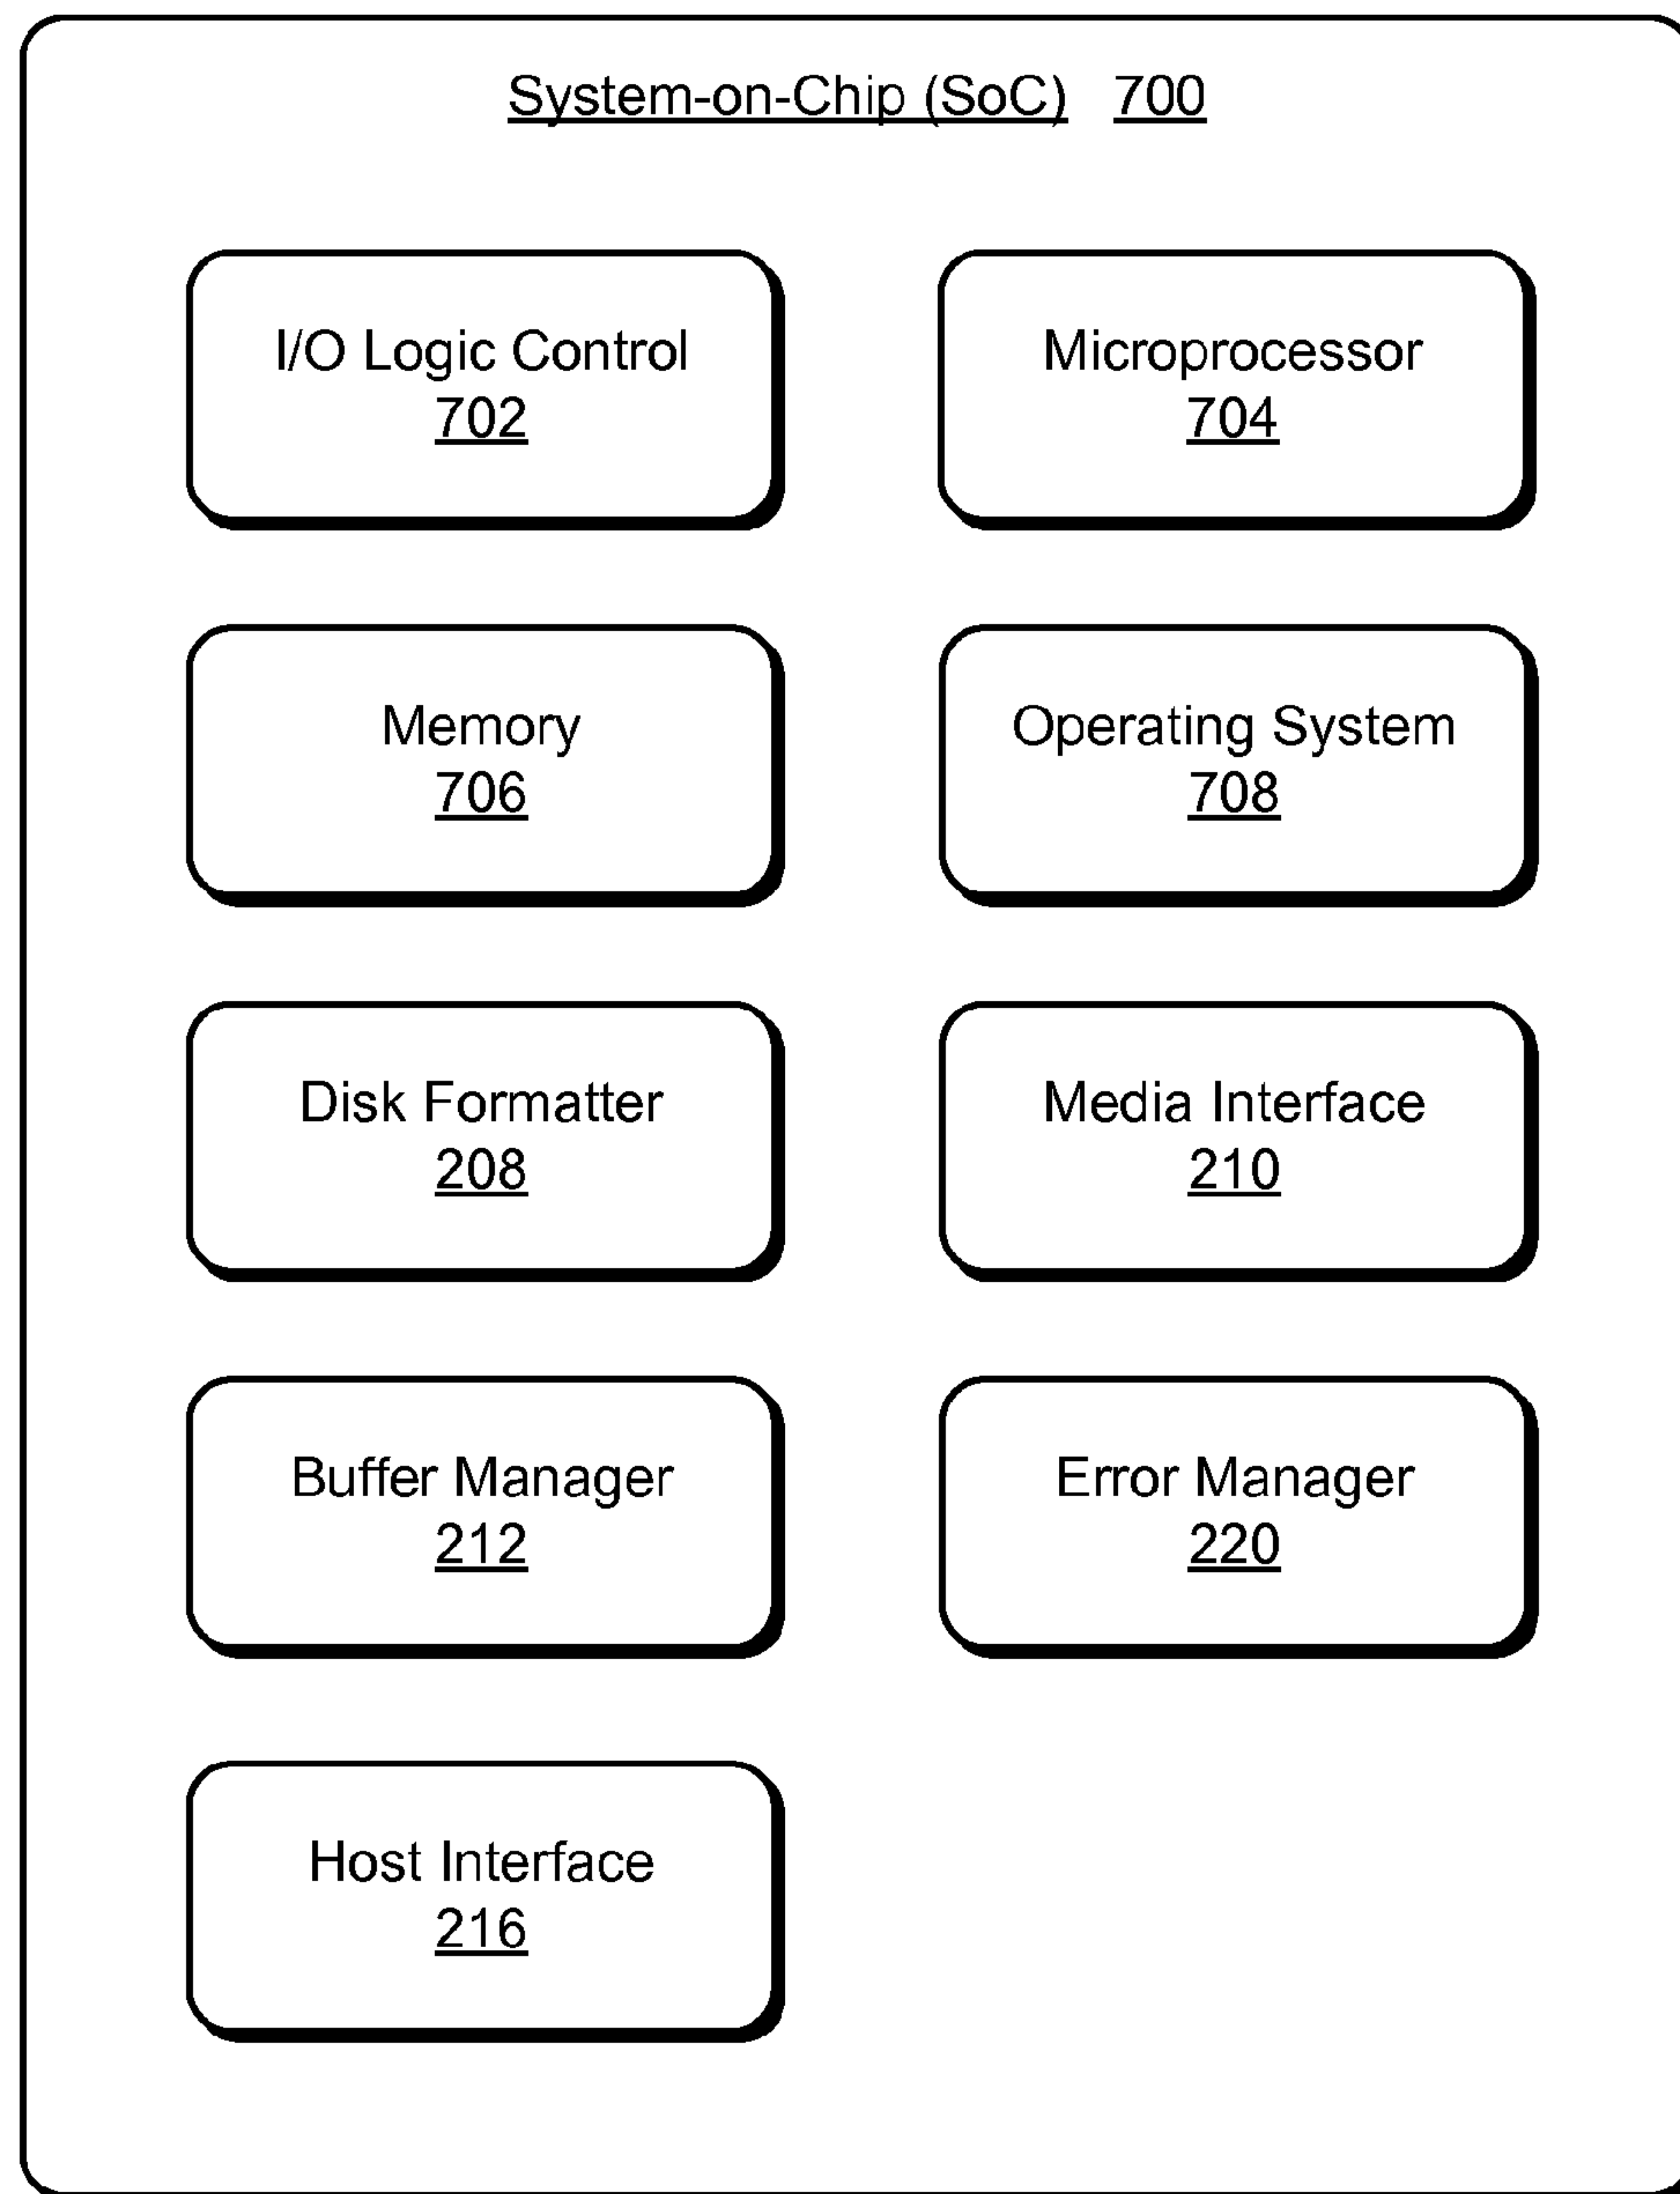 System-on-Chip (SoC) 700
I/O Logic Control
702
Microprocessor
704
Memory
706
Operating System
708
Disk Formatter
208
Media Interface
210
Buffer Manager
212
Error Manager
220
Host Interface
216